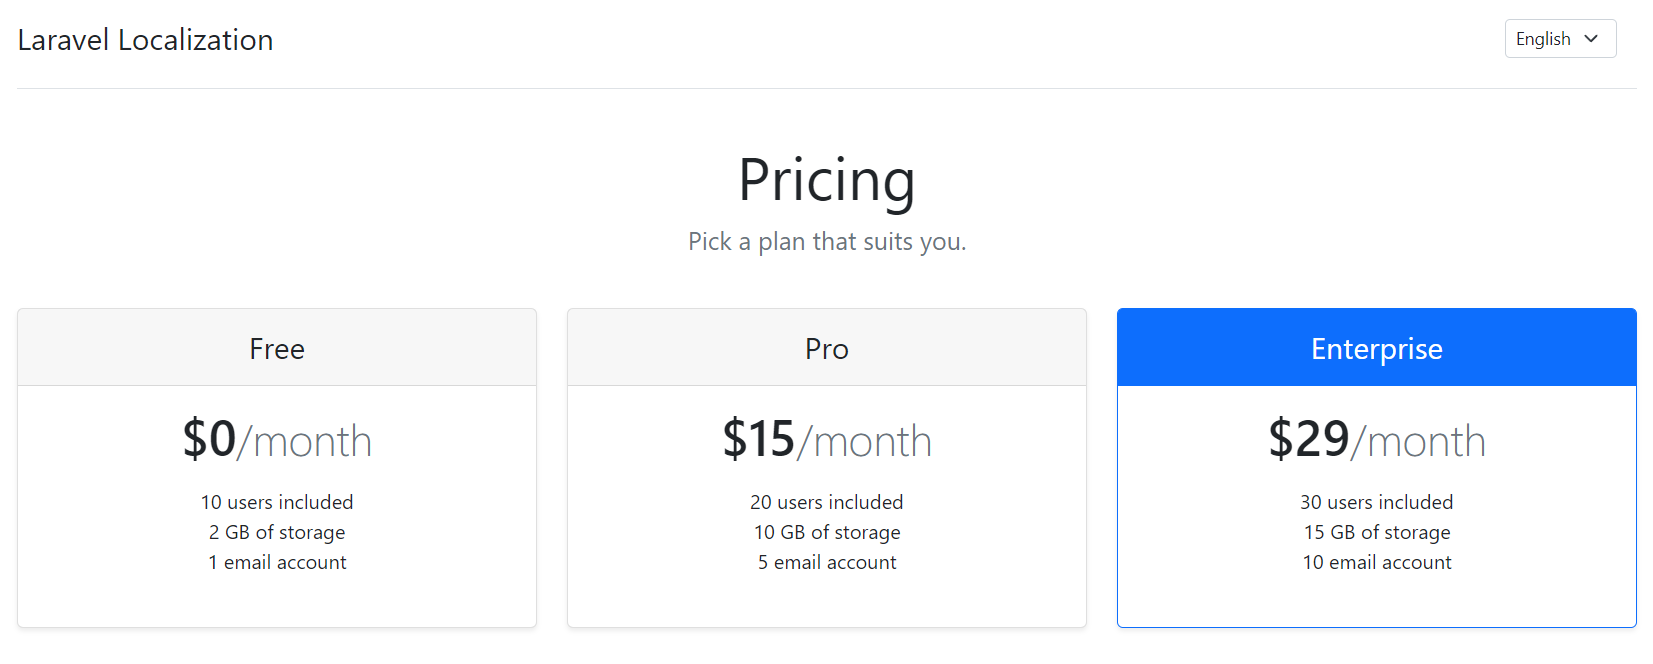 Laravel Localization
English
Pricing
Pick a plan that suits you.
Free
$0/month
10 users included
2 GB of storage
1 email account
Pro
$15/month
20 users included
10 GB of storage
5 email account
Enterprise
$29/month
30 users included
15 GB of storage
10 email account